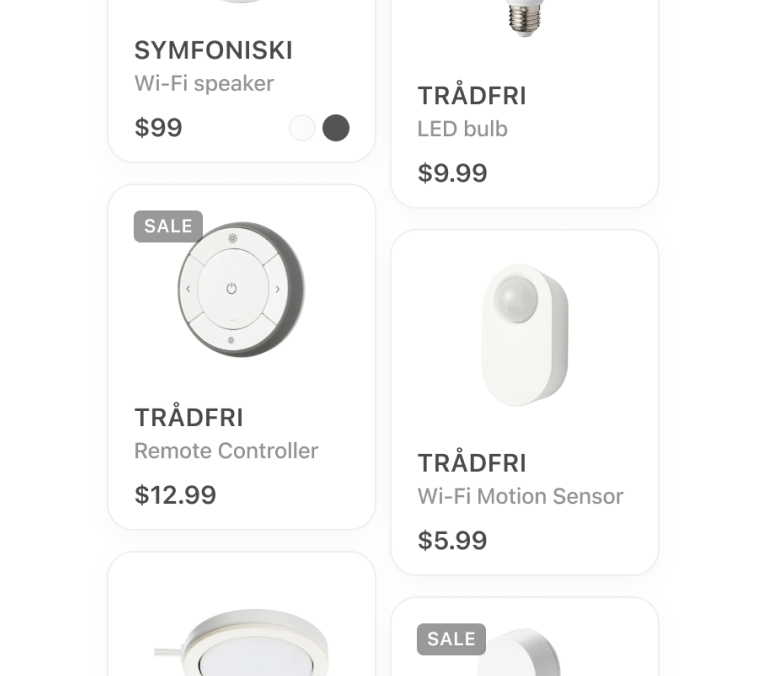 SYMFONISKI
Wi-Fi speaker
$99
TRÅDFRI
LED bulb
$9.99
SALE
TRÅDFRI
Remote Controller
$12.99
TRÅDFRI
Wi-Fi Motion Sensor
$5.99
SALE